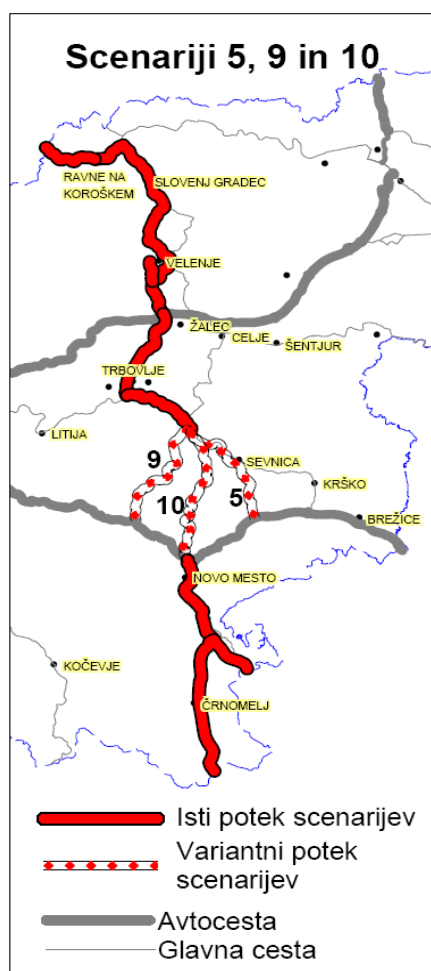 Scenariji 5, 9 in 10
RAVNE NA
KOROŠKEM
SLOVENJ GRADEC
VELENJE
ŽALEC
CELJE
ŠENTJUR
TRBOVLJE
LITIJA
9
10
5
SEVNICA
KRŠKO
BREŽICE
NOVO MESTO
KOČEVJE
ČRNOMELJ
Isti potek scenarijev
Variantni potek
scenarijev
Avtocesta
Glavna cesta